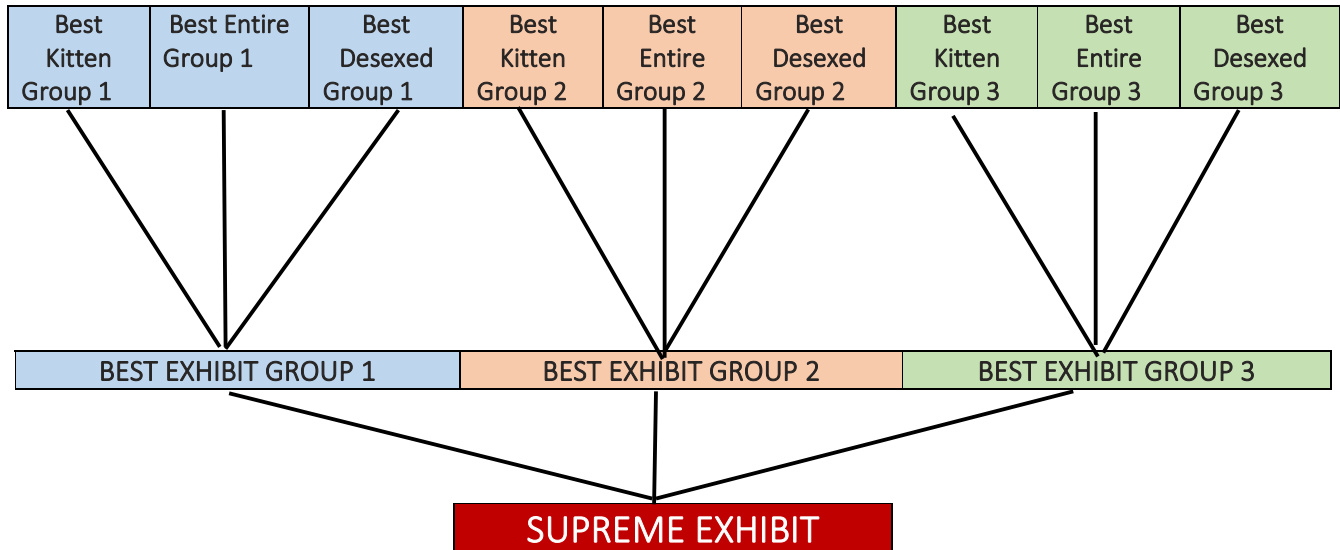 Best
Kitten
Group 1
Best Entire
Group 1
Best
Desexed
Group 1
Best
Kitten
Group 2
Best
Entire
Group 2
Best
Desexed
Group 2
Best
Kitten
Group 3
Best
Entire
Group 3
Best
Desexed
Group 3
BEST EXHIBIT GROUP 1
BEST EXHIBIT GROUP 2
BEST EXHIBIT GROUP 3
SUPREME EXHIBIT